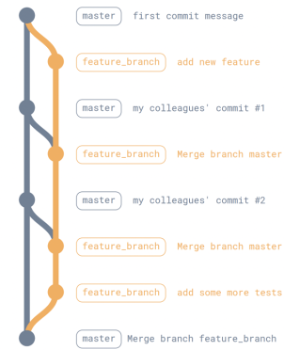 master first commit message
feature_branch add new feature
master my colleagues' commit #1
feature_branch Merge branch master
master my colleagues' commit #2
feature_branch Merge branch master
feature_branch add some more tests
master Merge branch feature_branch